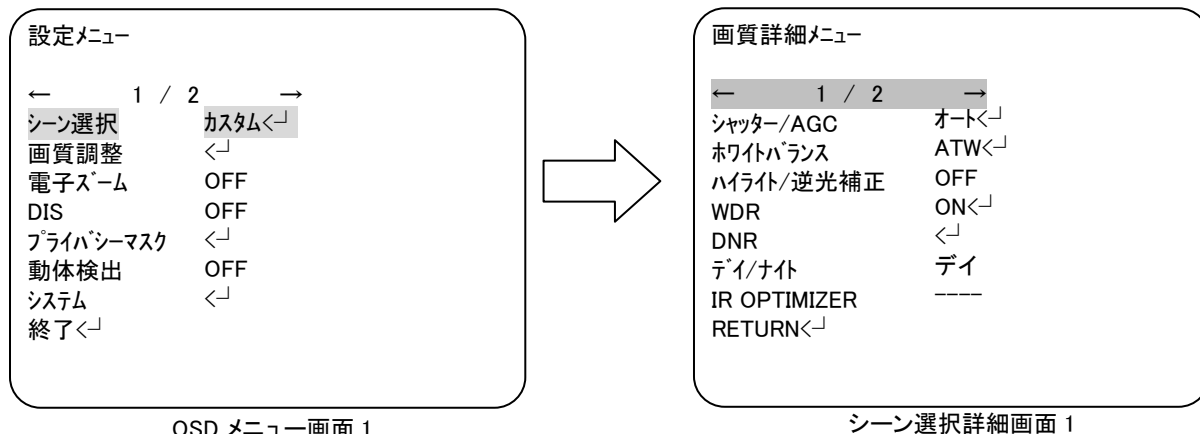 設定ﾒﾆｭｰ
← 1 / 2 →
ｼｰﾝ選択 ｶｽﾀﾑ<┘
画質調整 <┘
電子ｽﾞｰﾑ OFF
DIS OFF
ﾌﾟﾗｲﾊﾞｼｰﾏｽｸ <┘
動体検出 OFF
ｼｽﾃﾑ <┘
終了<┘
OSD メニュー画面 1
画質詳細ﾒﾆｭｰ
← 1 / 2 →
ｼｬｯﾀｰ/AGC ｵｰﾄ<┘
ﾎﾜｲﾄﾊﾞﾗﾝｽ ATW<┘
ﾊｲﾗｲﾄ/逆光補正 OFF
WDR ON<┘
DNR <┘
ﾃﾞｲ/ﾅｲﾄ デイ
IR OPTIMIZER ----
RETURN<┘
シーン選択詳細画面 1